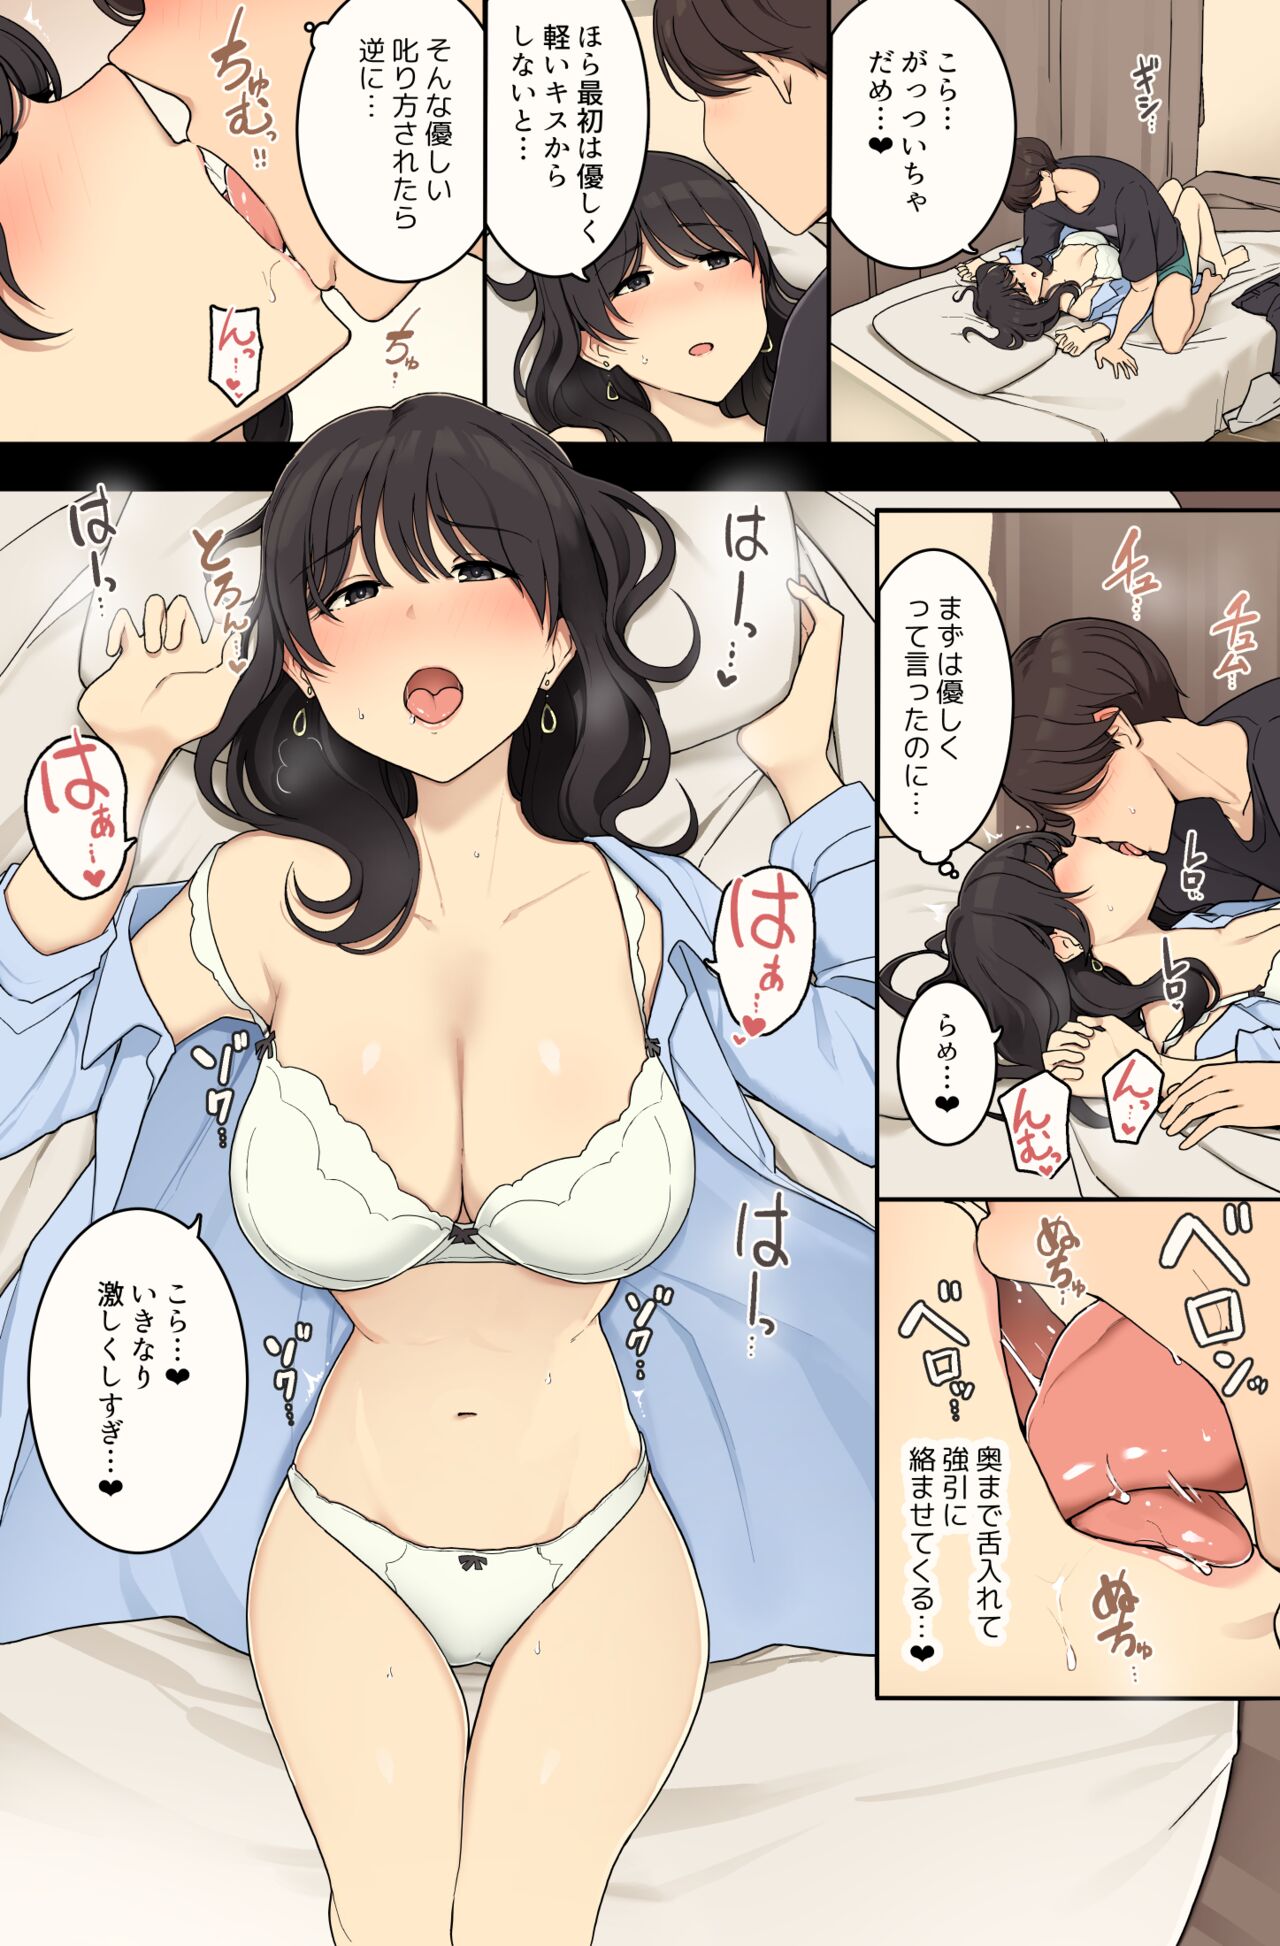 ギシ…
こら…
がっついちゃ
だめ…❤
ほら最初は優しく
軽いキスから
しないと…
そんな優しい
叱り方されたら
逆に…
ちゅむっ!!
ちゅ…
んっ…♥
チュ…
チュム…
まずは優しく
って言ったのに…
レロ…
レロ…
らめ…❤
んっ…♥
んむっ♥
ベロンッ…
ベロッ…
ぬちゅ…
ぬちゅ…
奥まで舌入れて
強引に
絡ませてくる…❤
はーっ…♥
はーっ…
とろん…♥
はぁ…♥
はぁ…♥
ゾクッ…
ゾクッ…
ゾクッ…
はーっ…
こら…❤
いきなり
激しくしすぎ…❤